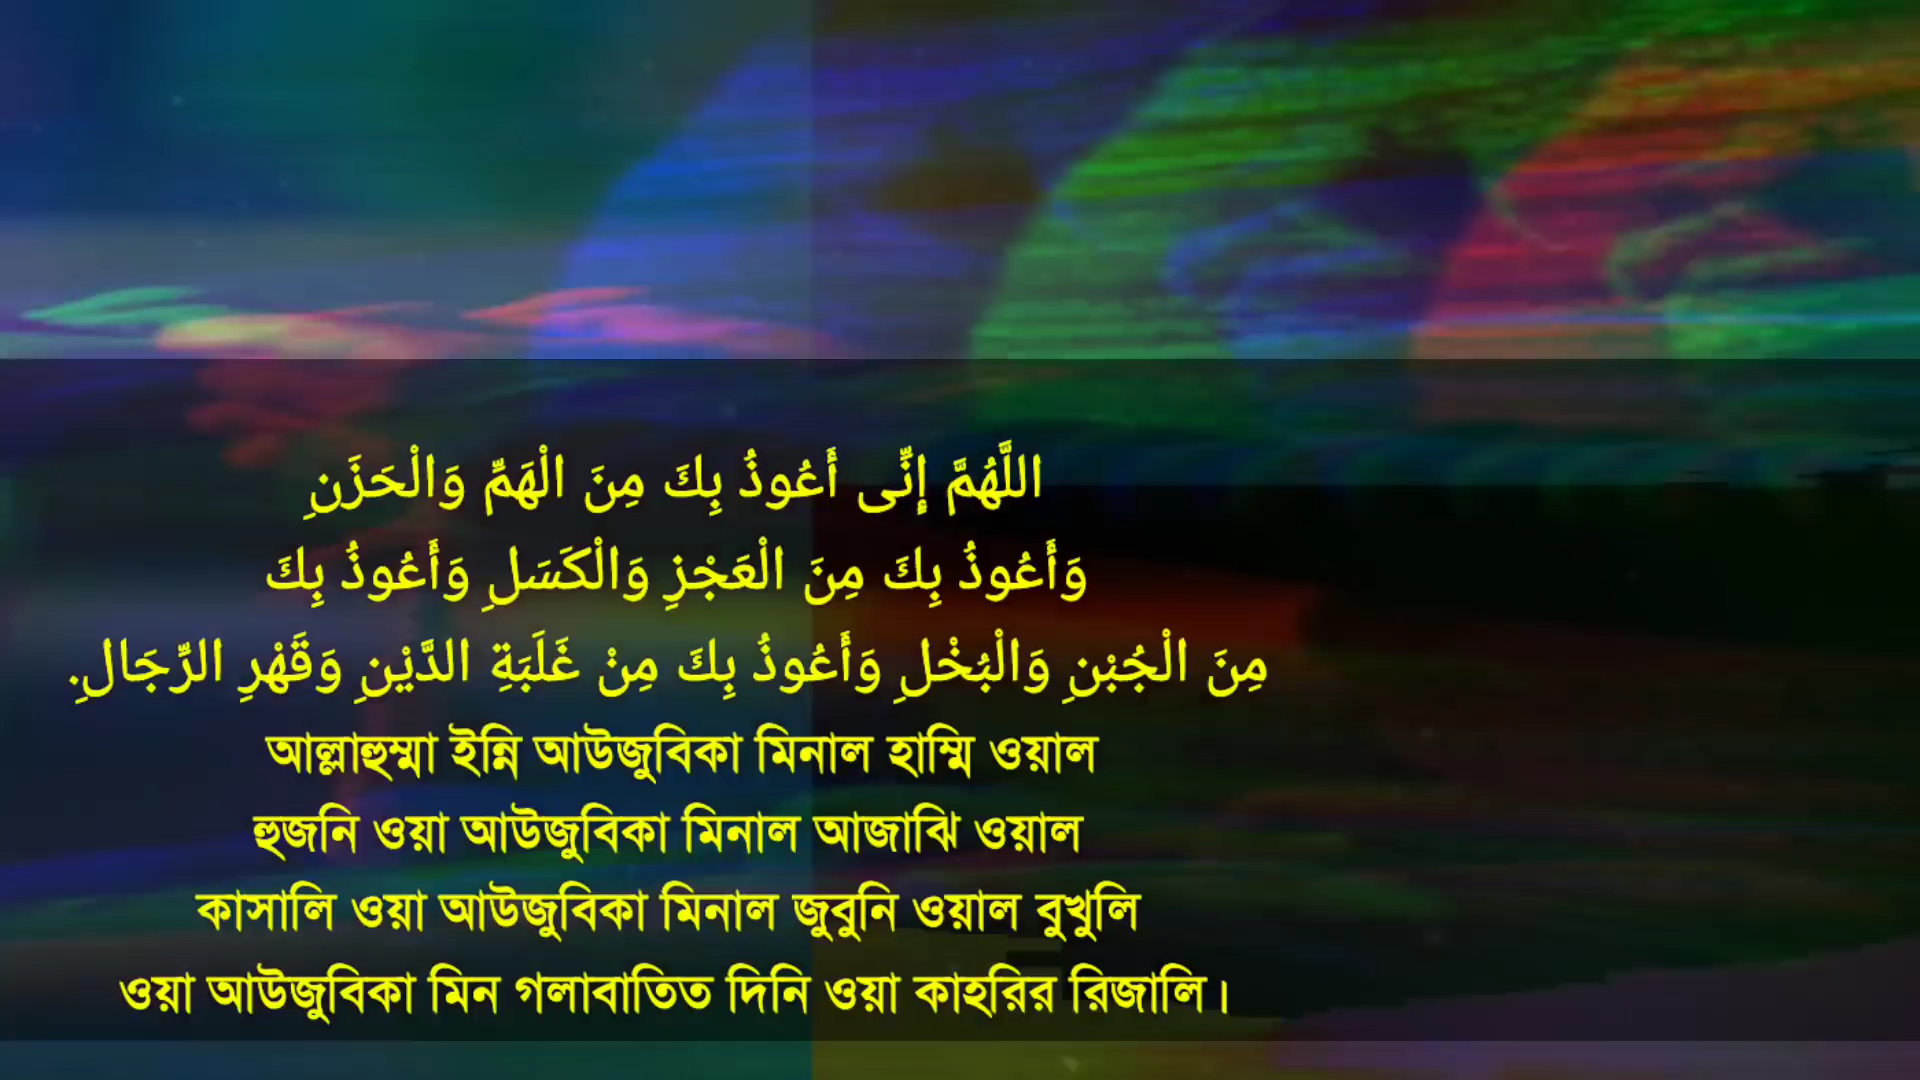 اللَّهُمَّ إِنِّى أَعُوذُ بِكَ مِنَ الْهَمِّ وَالْحَزَنِ
وَأَعُوذُ بِكَ مِنَ الْعَجْزِ وَالْكَسَلِ وَأَعُوذُ بِكَ
مِنَ الْجُبْنِ وَالْبُخْلِ وَأَعُوذُ بِكَ مِنْ غَلَبَةِ الدَّيْنِ وَقَهْرِ الرِّجَالِ.
আল্লাহুম্মা ইন্নি আউজুবিকা মিনাল হাম্মি ওয়াল
হুজনি ওয়া আউজুবিকা মিনাল আজাঝি ওয়াল
কাসালি ওয়া আউজুবিকা মিনাল জুবুনি ওয়াল বুখুলি
ওয়া আউজুবিকা মিন গলাবাতিত দিনি ওয়া কাহরির রিজালি।